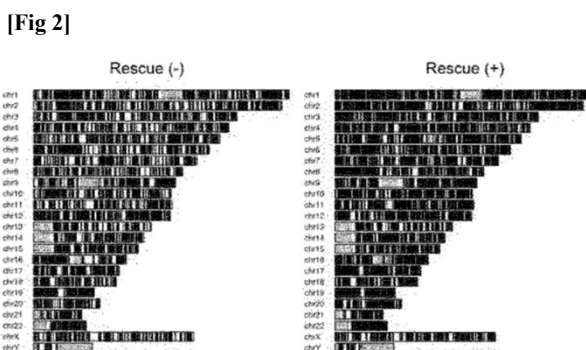 [Fig 2]
Rescue (-)
Rescue (+)
chr1
chr2
chr3
chr4
chr5
chr6
chr7
chr8
chr9
chr10
chr11
chr12
chr13
chr14
chr15
chr16
chr17
chr18
chr19
chr20
chr21
chr22
chrX
chrY
chr1
chr2
chr3
chr4
chr5
chr6
chr7
chr8
chr9
chr10
chr11
chr12
chr13
chr14
chr15
chr16
chr17
chr18
chr19
chr20
chr21
chr22
chrX
chrY